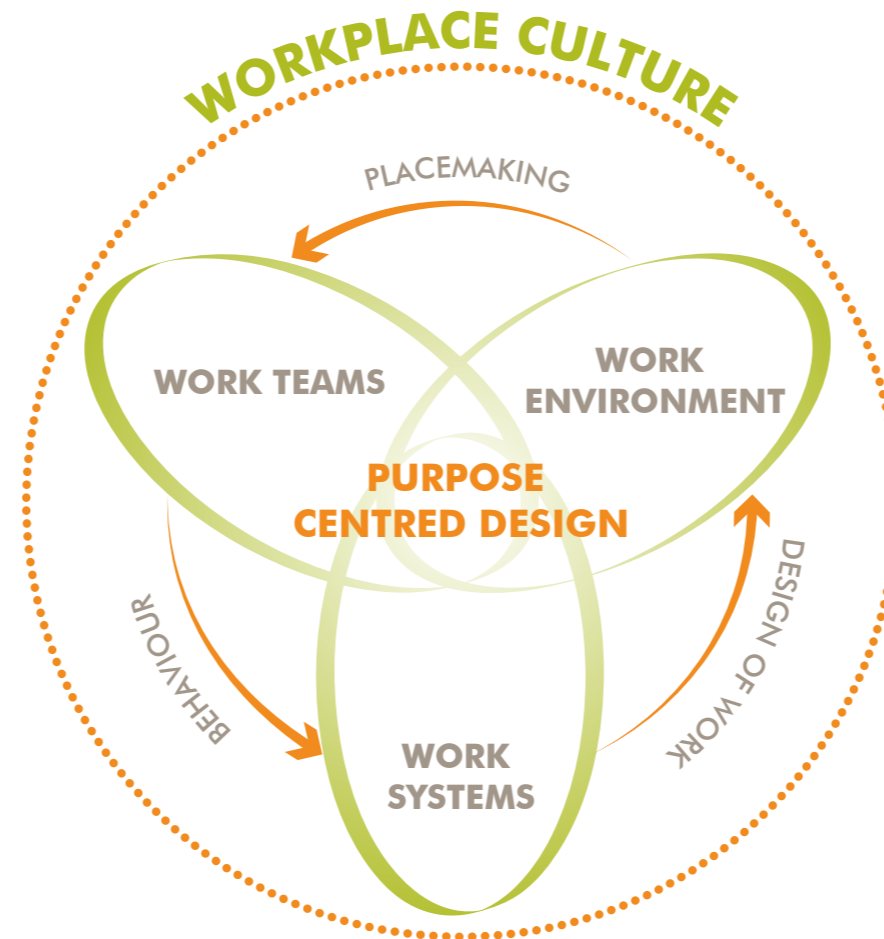 WORKPLACE CULTURE
PLACEMAKING
WORK TEAMS
WORK
ENVIRONMENT
PURPOSE
CENTRED DESIGN
BEHAVIOUR
DESIGN OF WORK
WORK
SYSTEMS